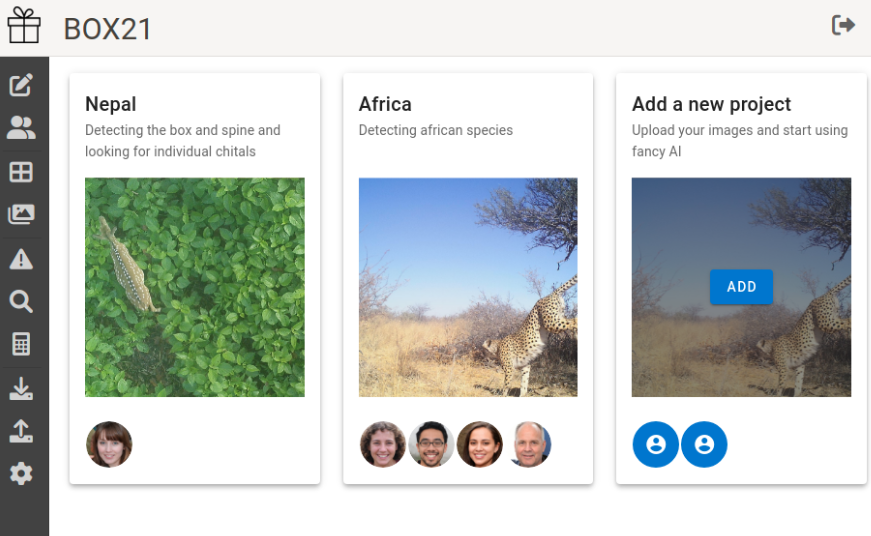 BOX21
Nepal
Detecting the box and spine and
looking for individual chitals
Africa
Detecting african species
Add a new project
Upload your images and start using
fancy AI
ADD